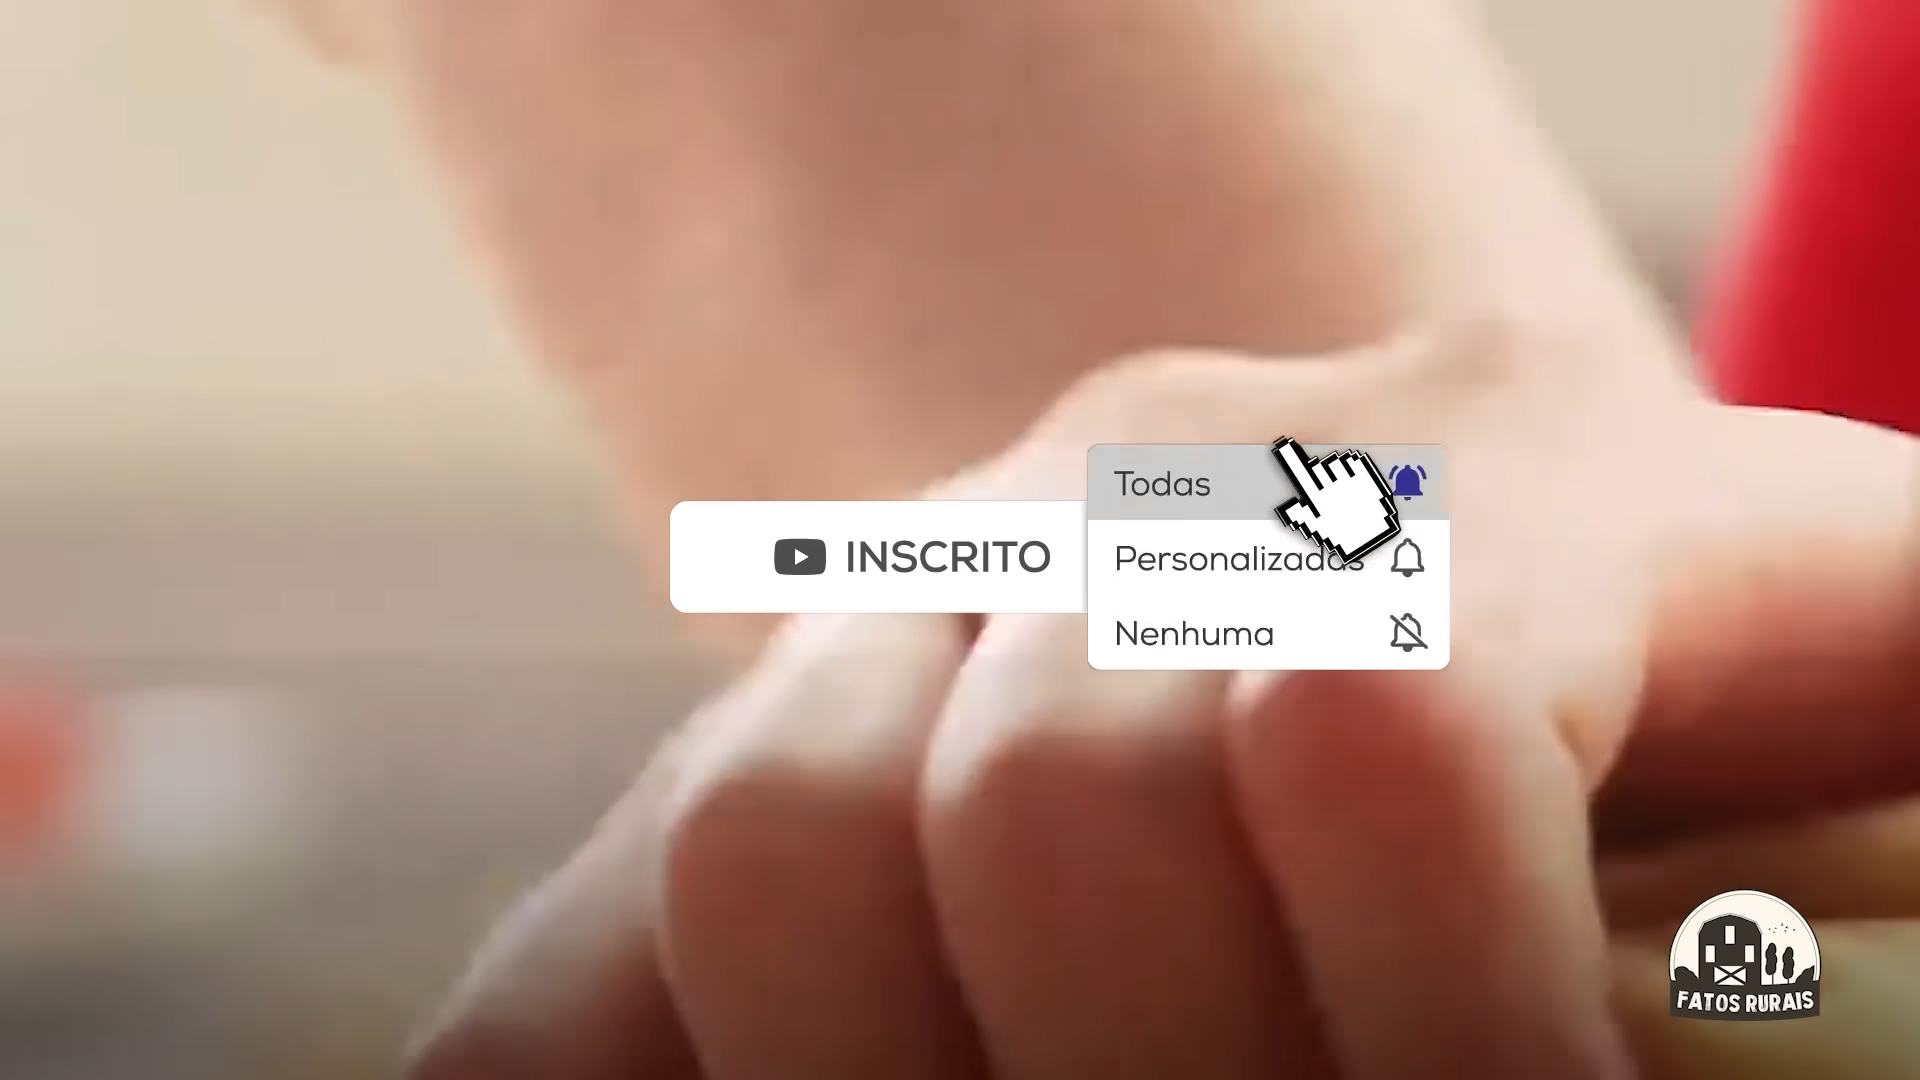 INSCRITO
Todas
Personalizadas
Nenhuma
FATOS RURAIS